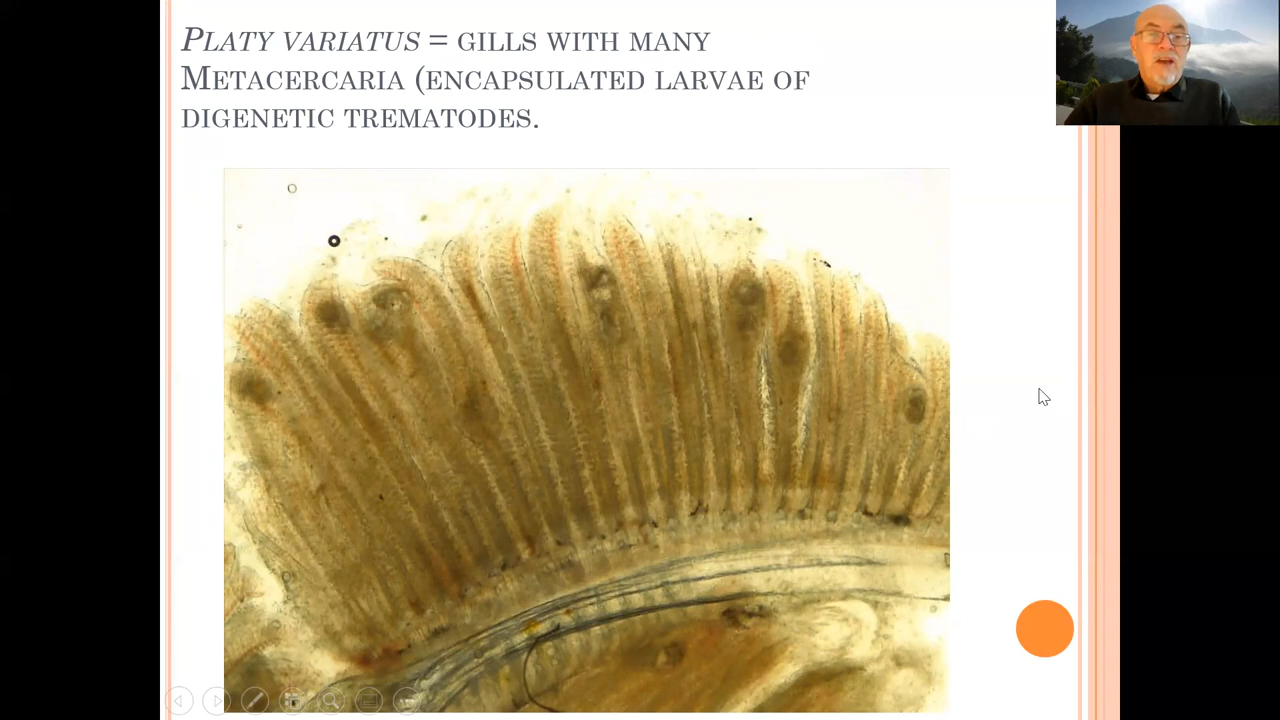 PLATY VARIATUS = GILLS WITH MANY
METACERCARIA (ENCAPSULATED LARVAE OF
DIGENETIC TREMATODES.